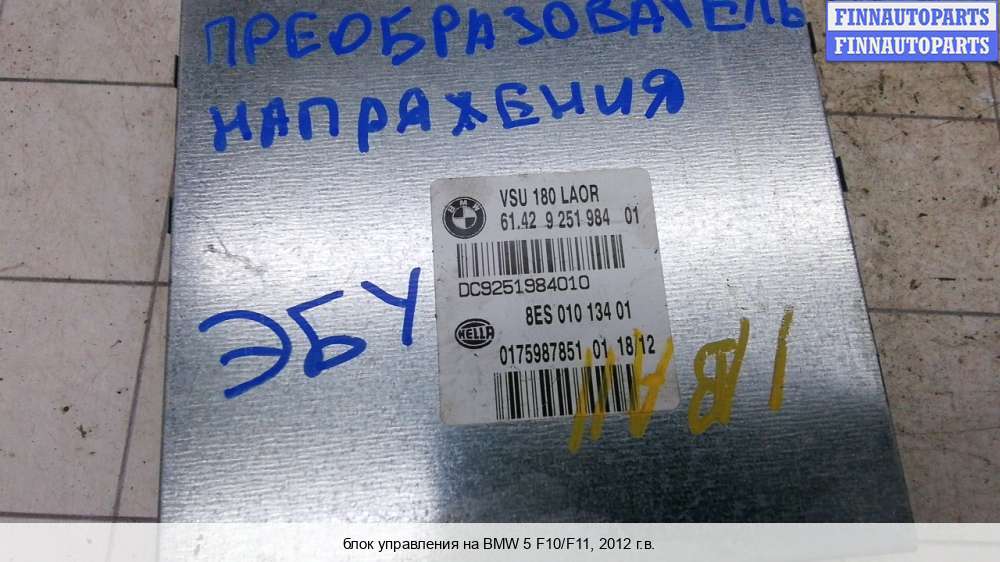 ПРЕОБРАЗОВАТЕЛЬ
FINNAUTOPARTS
FINNAUTOPARTS
НАПРЯЖЕНИЯ
BMW
VSU 180 LAOR
61.42 9 251 984 01
DC9251984010
ЭБУ
8ES 010 134 01
HELLA
0175987851 01 18/12
блок управления на BMW 5 F10/F11, 2012 г.в.